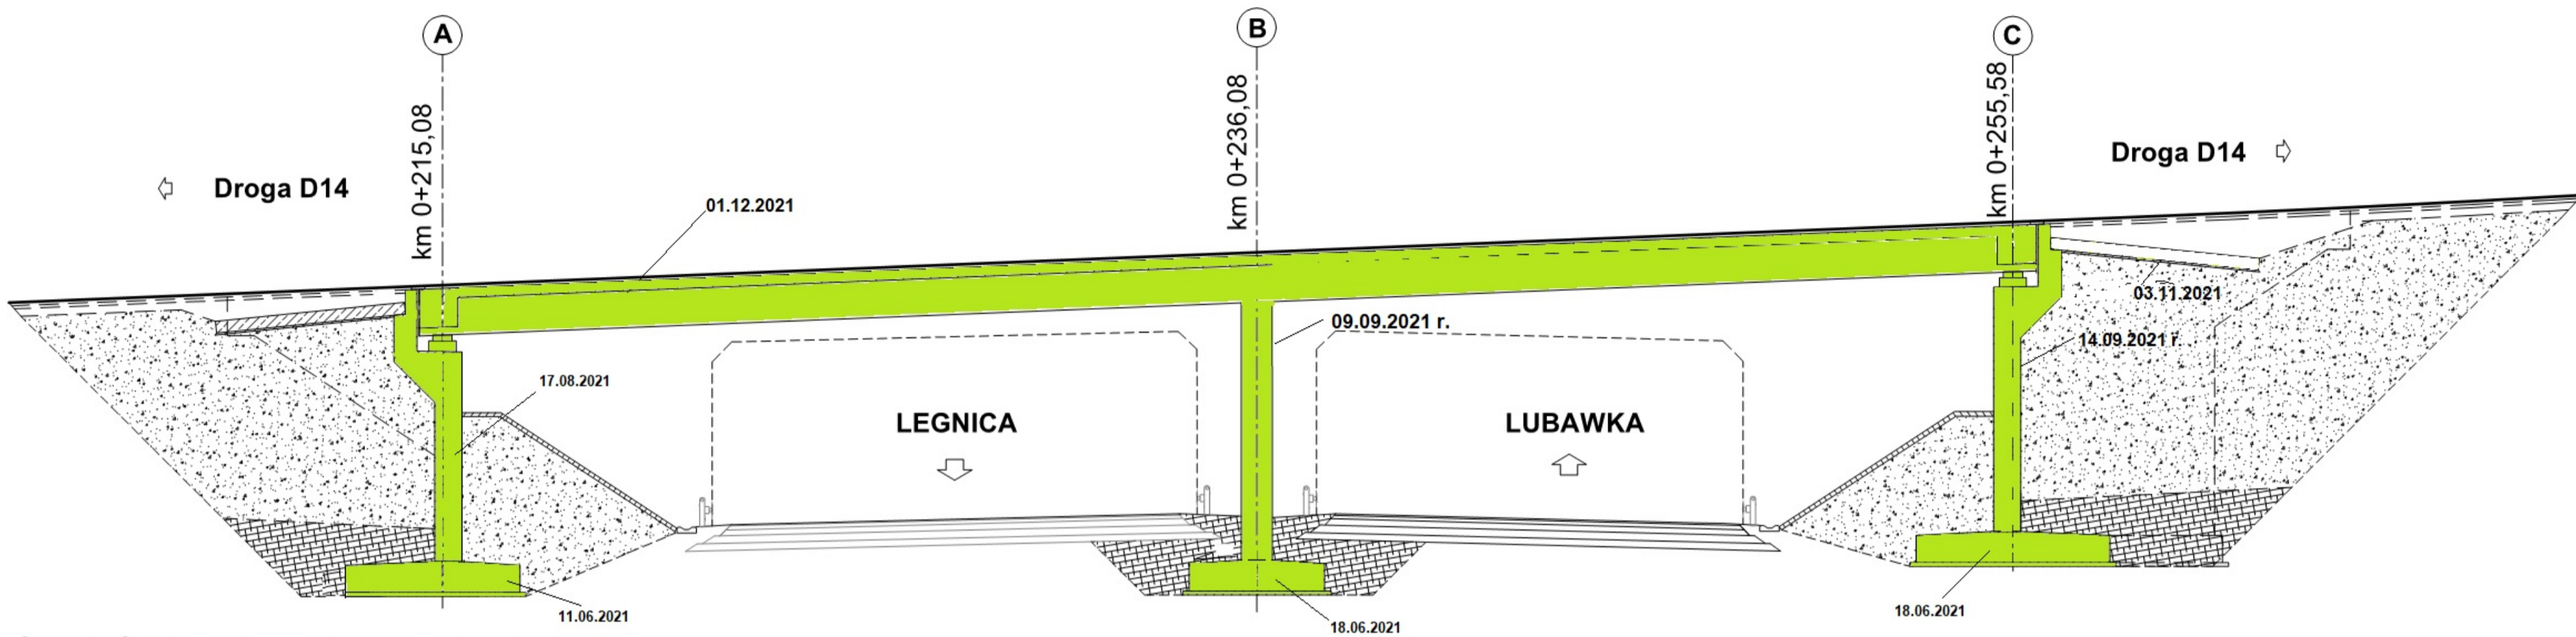 A
B
C
km 0+215,08
km 0+236,08
km 0+255,58
Droga D14
Droga D14
01.12.2021
03.11.2021
09.09.2021 r.
14.09.2021 r.
17.08.2021
LEGNICA
LUBAWKA
11.06.2021
18.06.2021
18.06.2021